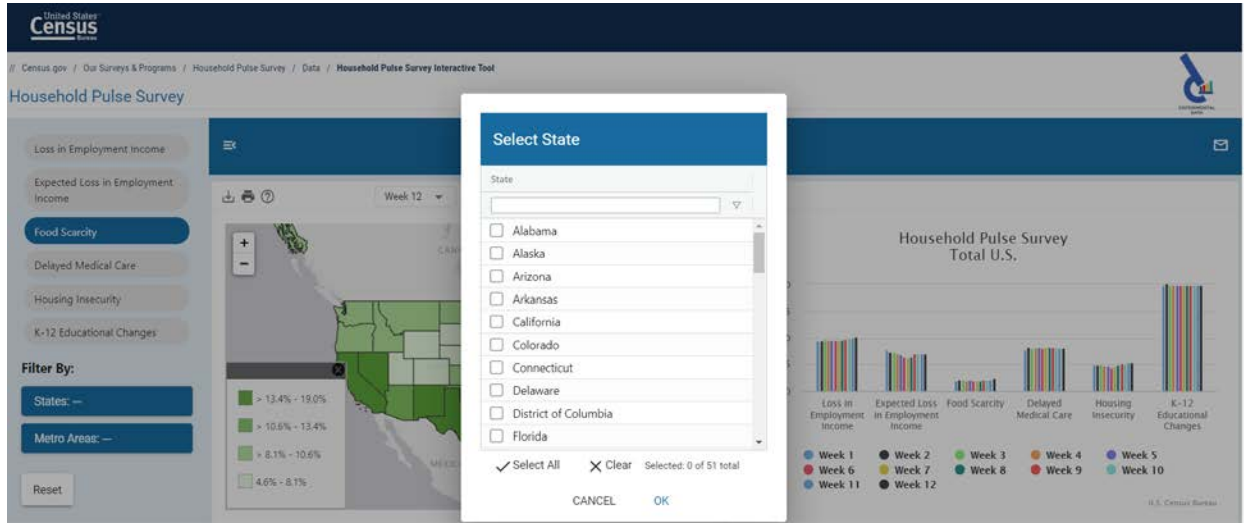 United States
Census
Bureau
// Census.gov / Our Surveys & Programs / Household Pulse Survey / Data / Household Pulse Survey Interactive Tool
Household Pulse Survey
EXPERIMENTAL
DATA
Loss in Employment Income
Expected Loss in Employment
Income
Food Scarcity
Delayed Medical Care
Housing Insecurity
K-12 Educational Changes
Filter By:
States: —
Metro Areas: —
Reset
Week 12
+
−
CAN
MEXIC
> 13.4% - 19.0%
> 10.6% - 13.4%
> 8.1% - 10.6%
4.6% - 8.1%
Select State
State
Alabama
Alaska
Arizona
Arkansas
California
Colorado
Connecticut
Delaware
District of Columbia
Florida
Select All Clear Selected: 0 of 51 total
CANCEL OK
Household Pulse Survey
Total U.S.
Loss in
Employment
Income
Expected Loss
in Employment
Income
Food Scarcity
Delayed
Medical Care
Housing
Insecurity
K-12
Educational
Changes
Week 1 Week 2 Week 3 Week 4 Week 5
Week 6 Week 7 Week 8 Week 9 Week 10
Week 11 Week 12
U.S. Census Bureau